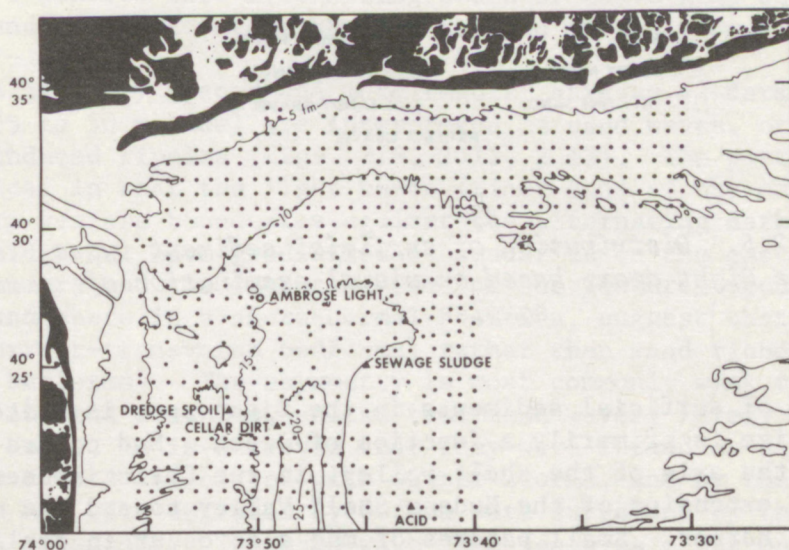 40°
35'
5 fm
10
40°
30'
AMBROSE LIGHT
15
40°
25'
SEWAGE SLUDGE
DREDGE SPOIL
CELLAR DIRT
20
25
ACID
74°00' 73°50' 73°40' 73°30'